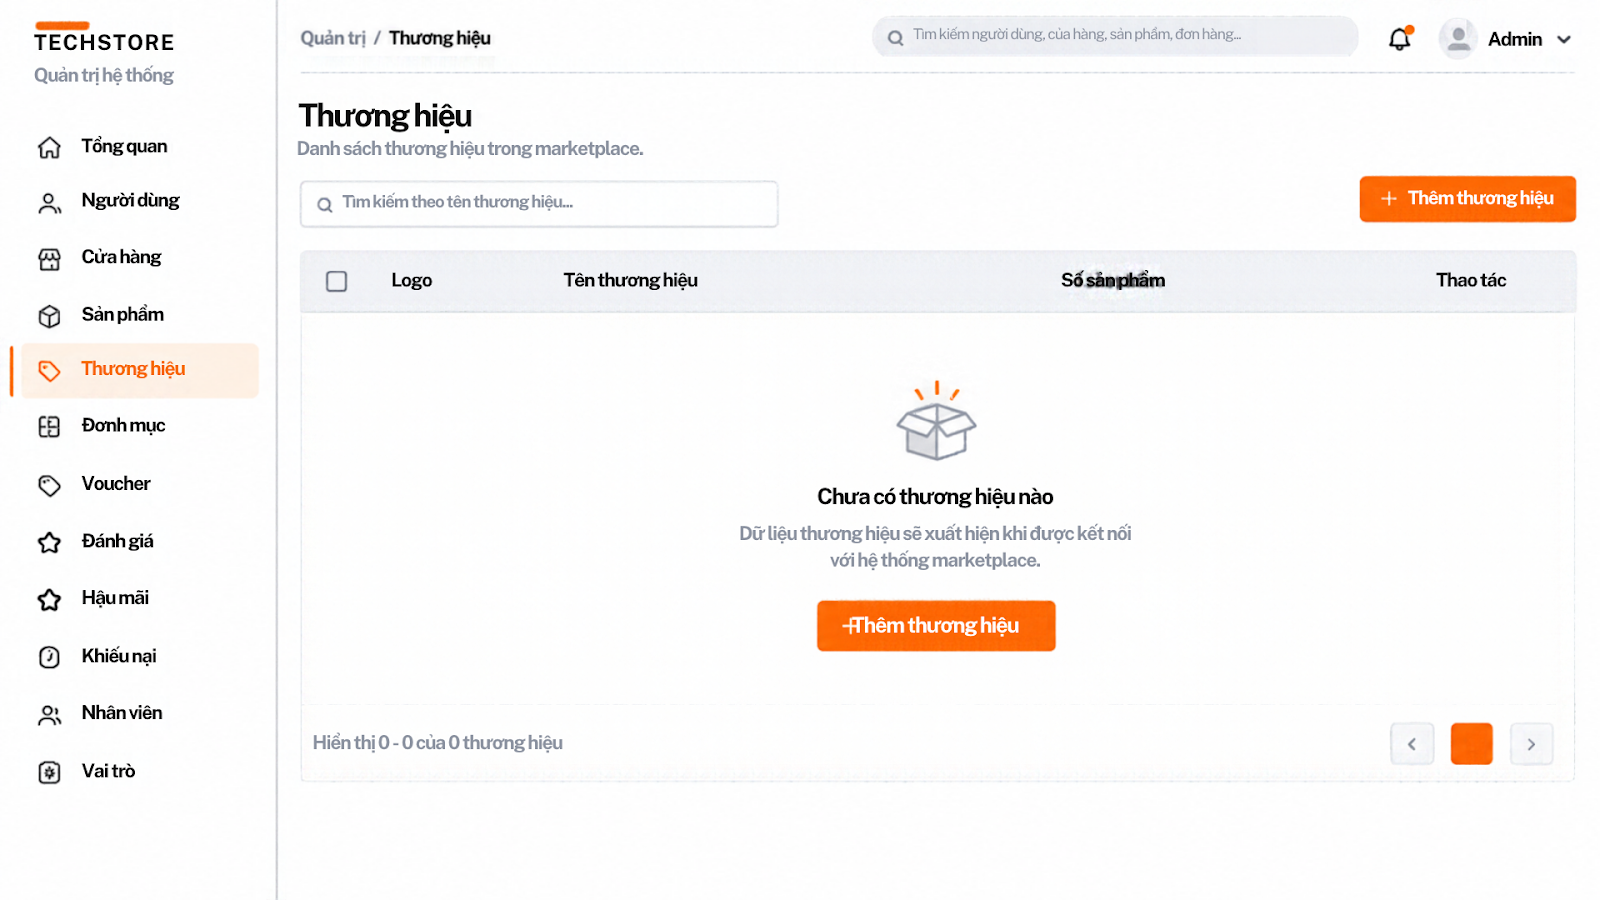 TECHSTORE
Quản trị hệ thống
Tổng quan
Người dùng
Cửa hàng
Sản phẩm
Thương hiệu
Đơnh mục
Voucher
Đánh giá
Hậu mãi
Khiếu nại
Nhân viên
Vai trò
Quản trị / Thương hiệu
Tìm kiếm người dùng, của hàng, sản phẩm, đơn hàng...
Admin
Thương hiệu
Danh sách thương hiệu trong marketplace.
Tìm kiếm theo tên thương hiệu...
+ Thêm thương hiệu
Logo Tên thương hiệu Số sản phẩm Thao tác
Chưa có thương hiệu nào
Dữ liệu thương hiệu sẽ xuất hiện khi được kết nối
với hệ thống marketplace.
+Thêm thương hiệu
Hiển thị 0 - 0 của 0 thương hiệu